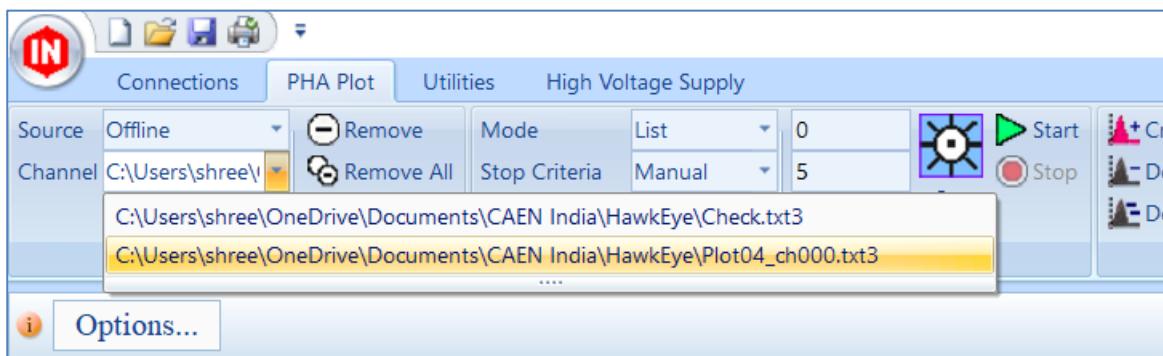 IN
Connections PHA Plot Utilities High Voltage Supply
Source Offline Remove Mode List 0 Start
Channel C:\Users\shree\ Remove All Stop Criteria Manual 5 Stop
C:\Users\shree\OneDrive\Documents\CAEN India\HawkEye\Check.txt3
C:\Users\shree\OneDrive\Documents\CAEN India\HawkEye\Plot04_ch000.txt3
Options...